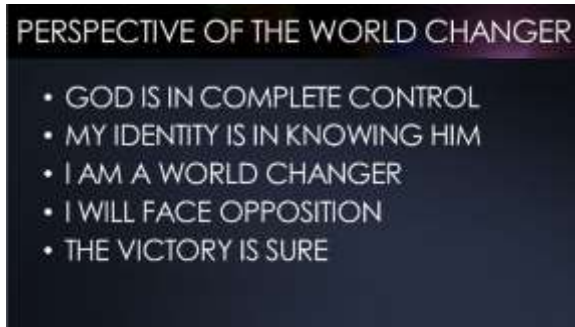 PERSPECTIVE OF THE WORLD CHANGER
• GOD IS IN COMPLETE CONTROL
• MY IDENTITY IS IN KNOWING HIM
• I AM A WORLD CHANGER
• I WILL FACE OPPOSITION
• THE VICTORY IS SURE